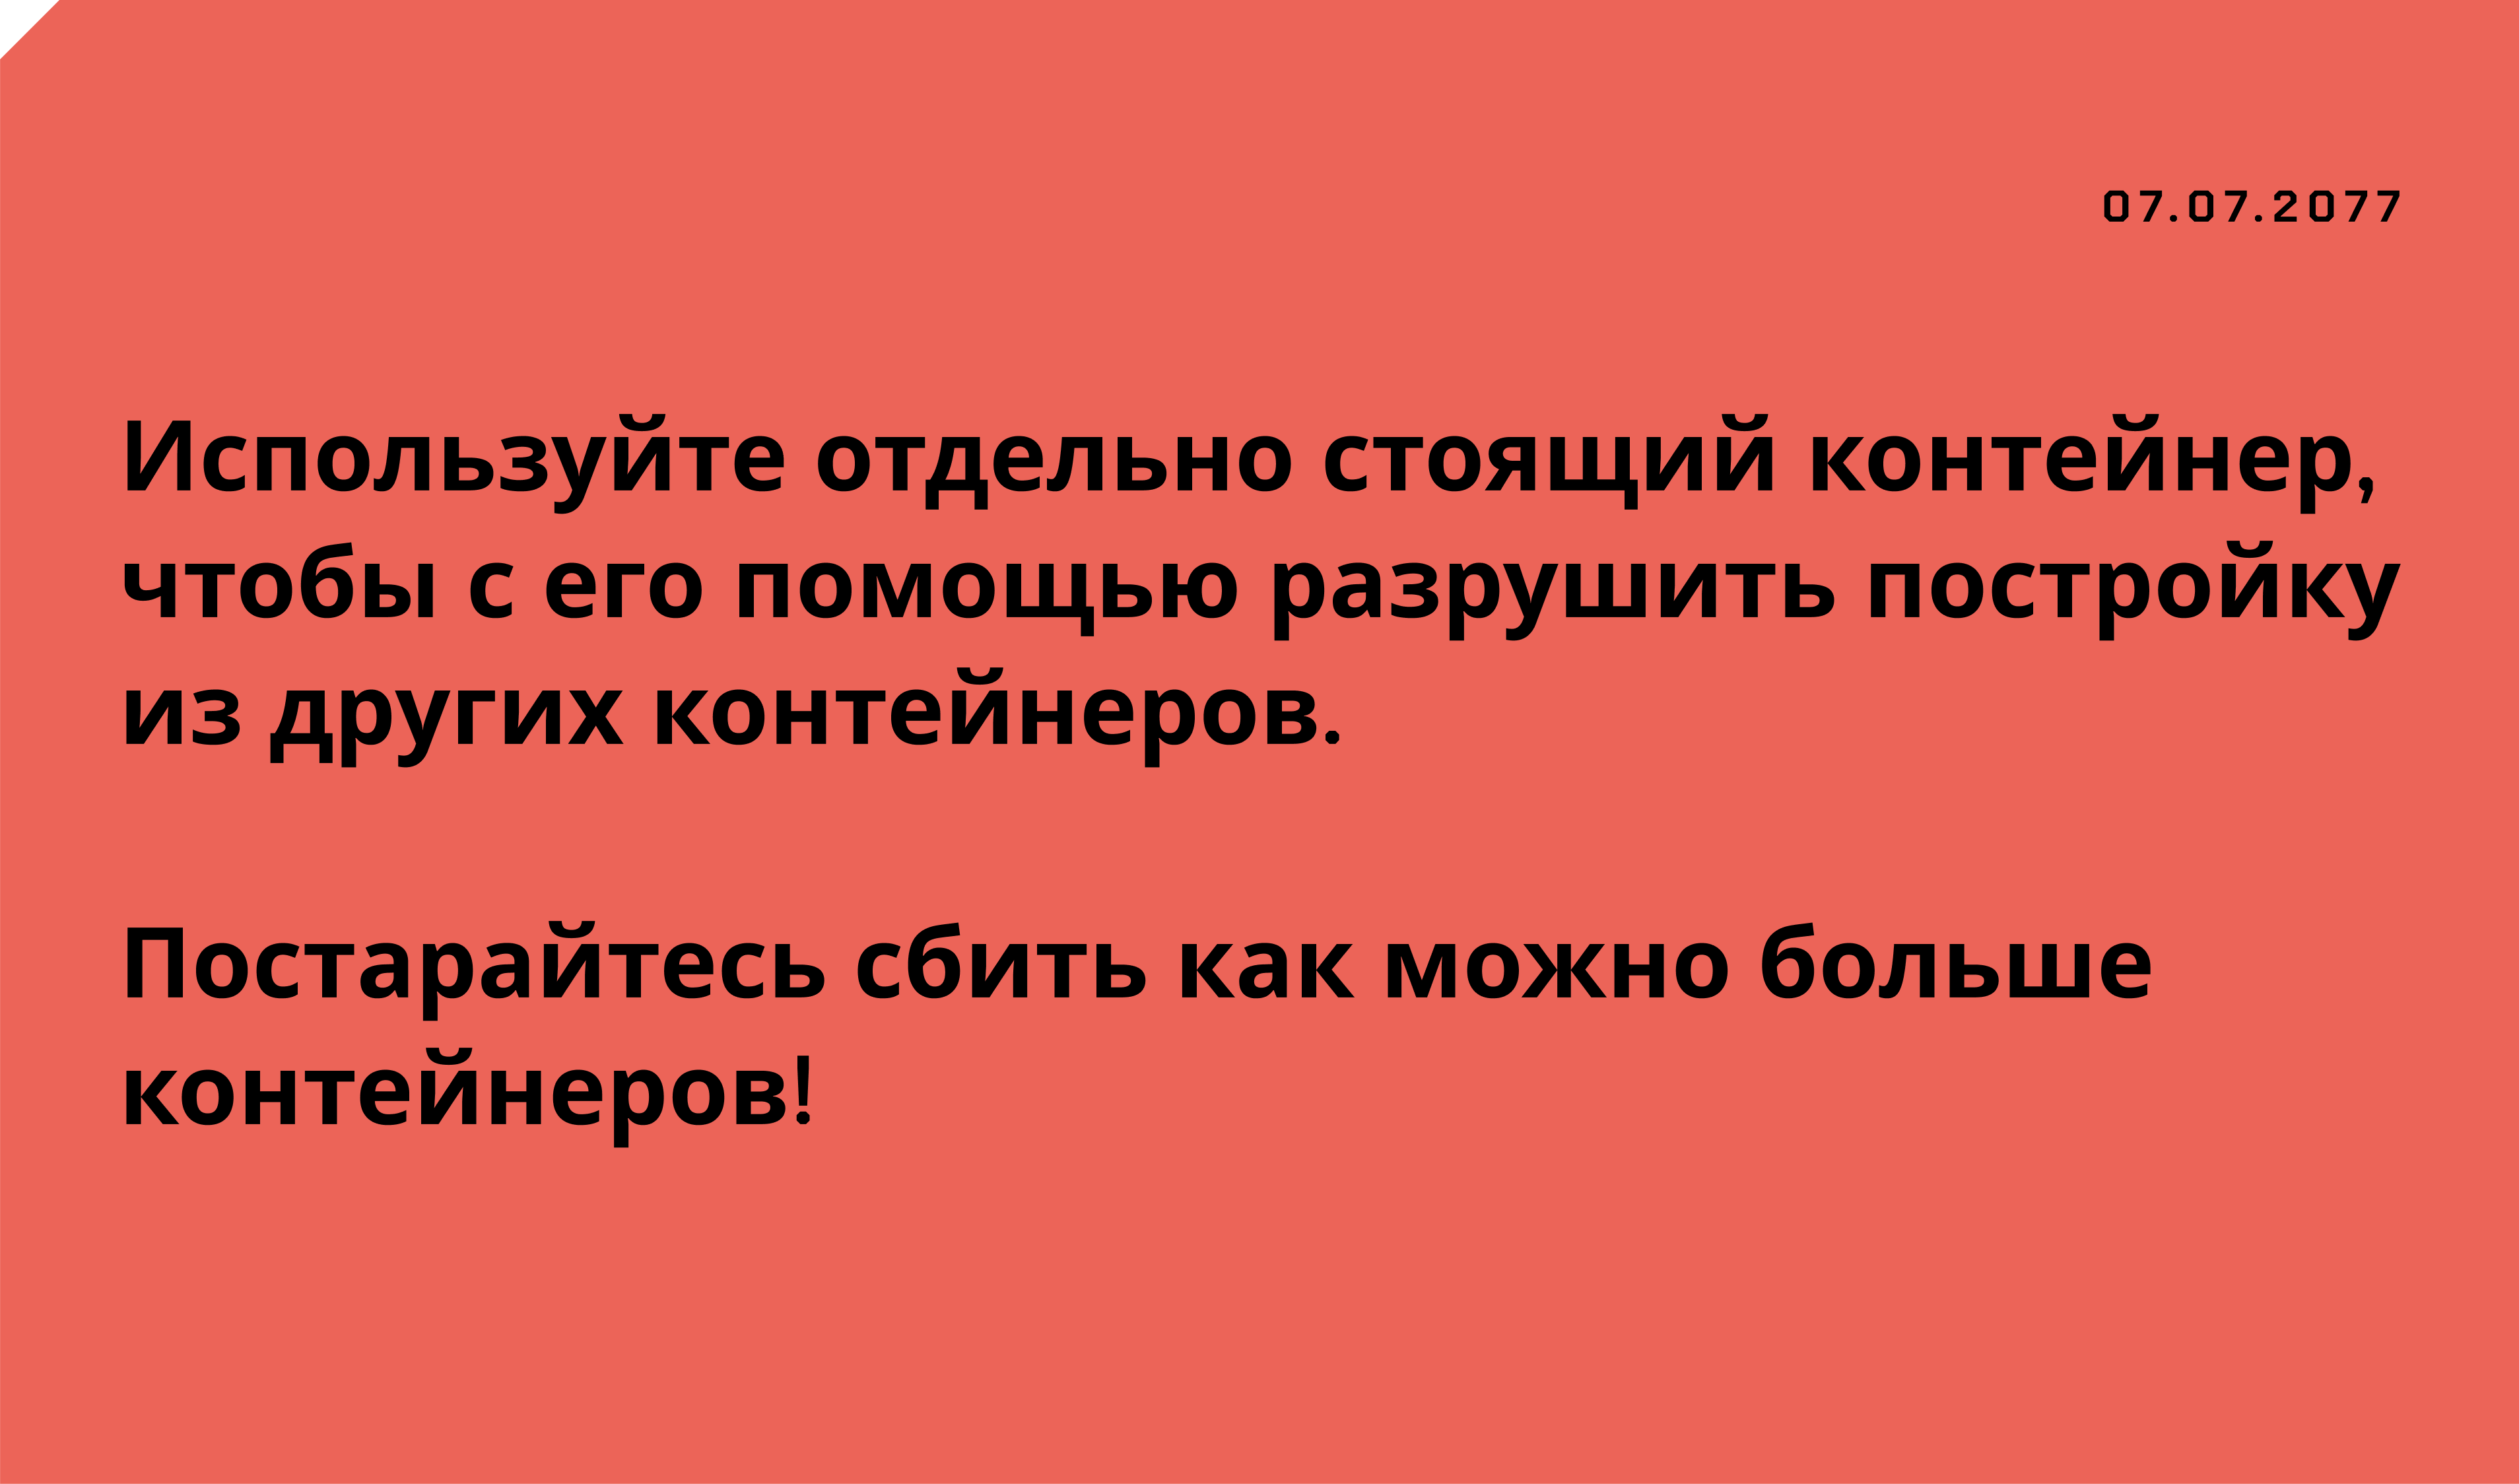 07.07.2077
Используйте отдельно стоящий контейнер,
чтобы с его помощью разрушить постройку
из других контейнеров.
Постарайтесь сбить как можно больше
контейнеров!